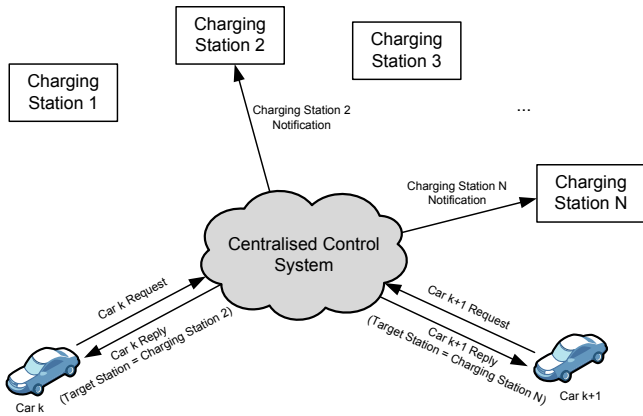 Charging
Station 2
Charging
Station 3
Charging
Station 1
Charging Station 2
Notification
...
Charging Station N
Notification
Charging
Station N
Centralised Control
System
Car k Request
Car k Reply
(Target Station = Charging Station 2)
Car k+1 Request
Car k+1 Reply
(Target Station = Charging Station N)
Car k
Car k+1